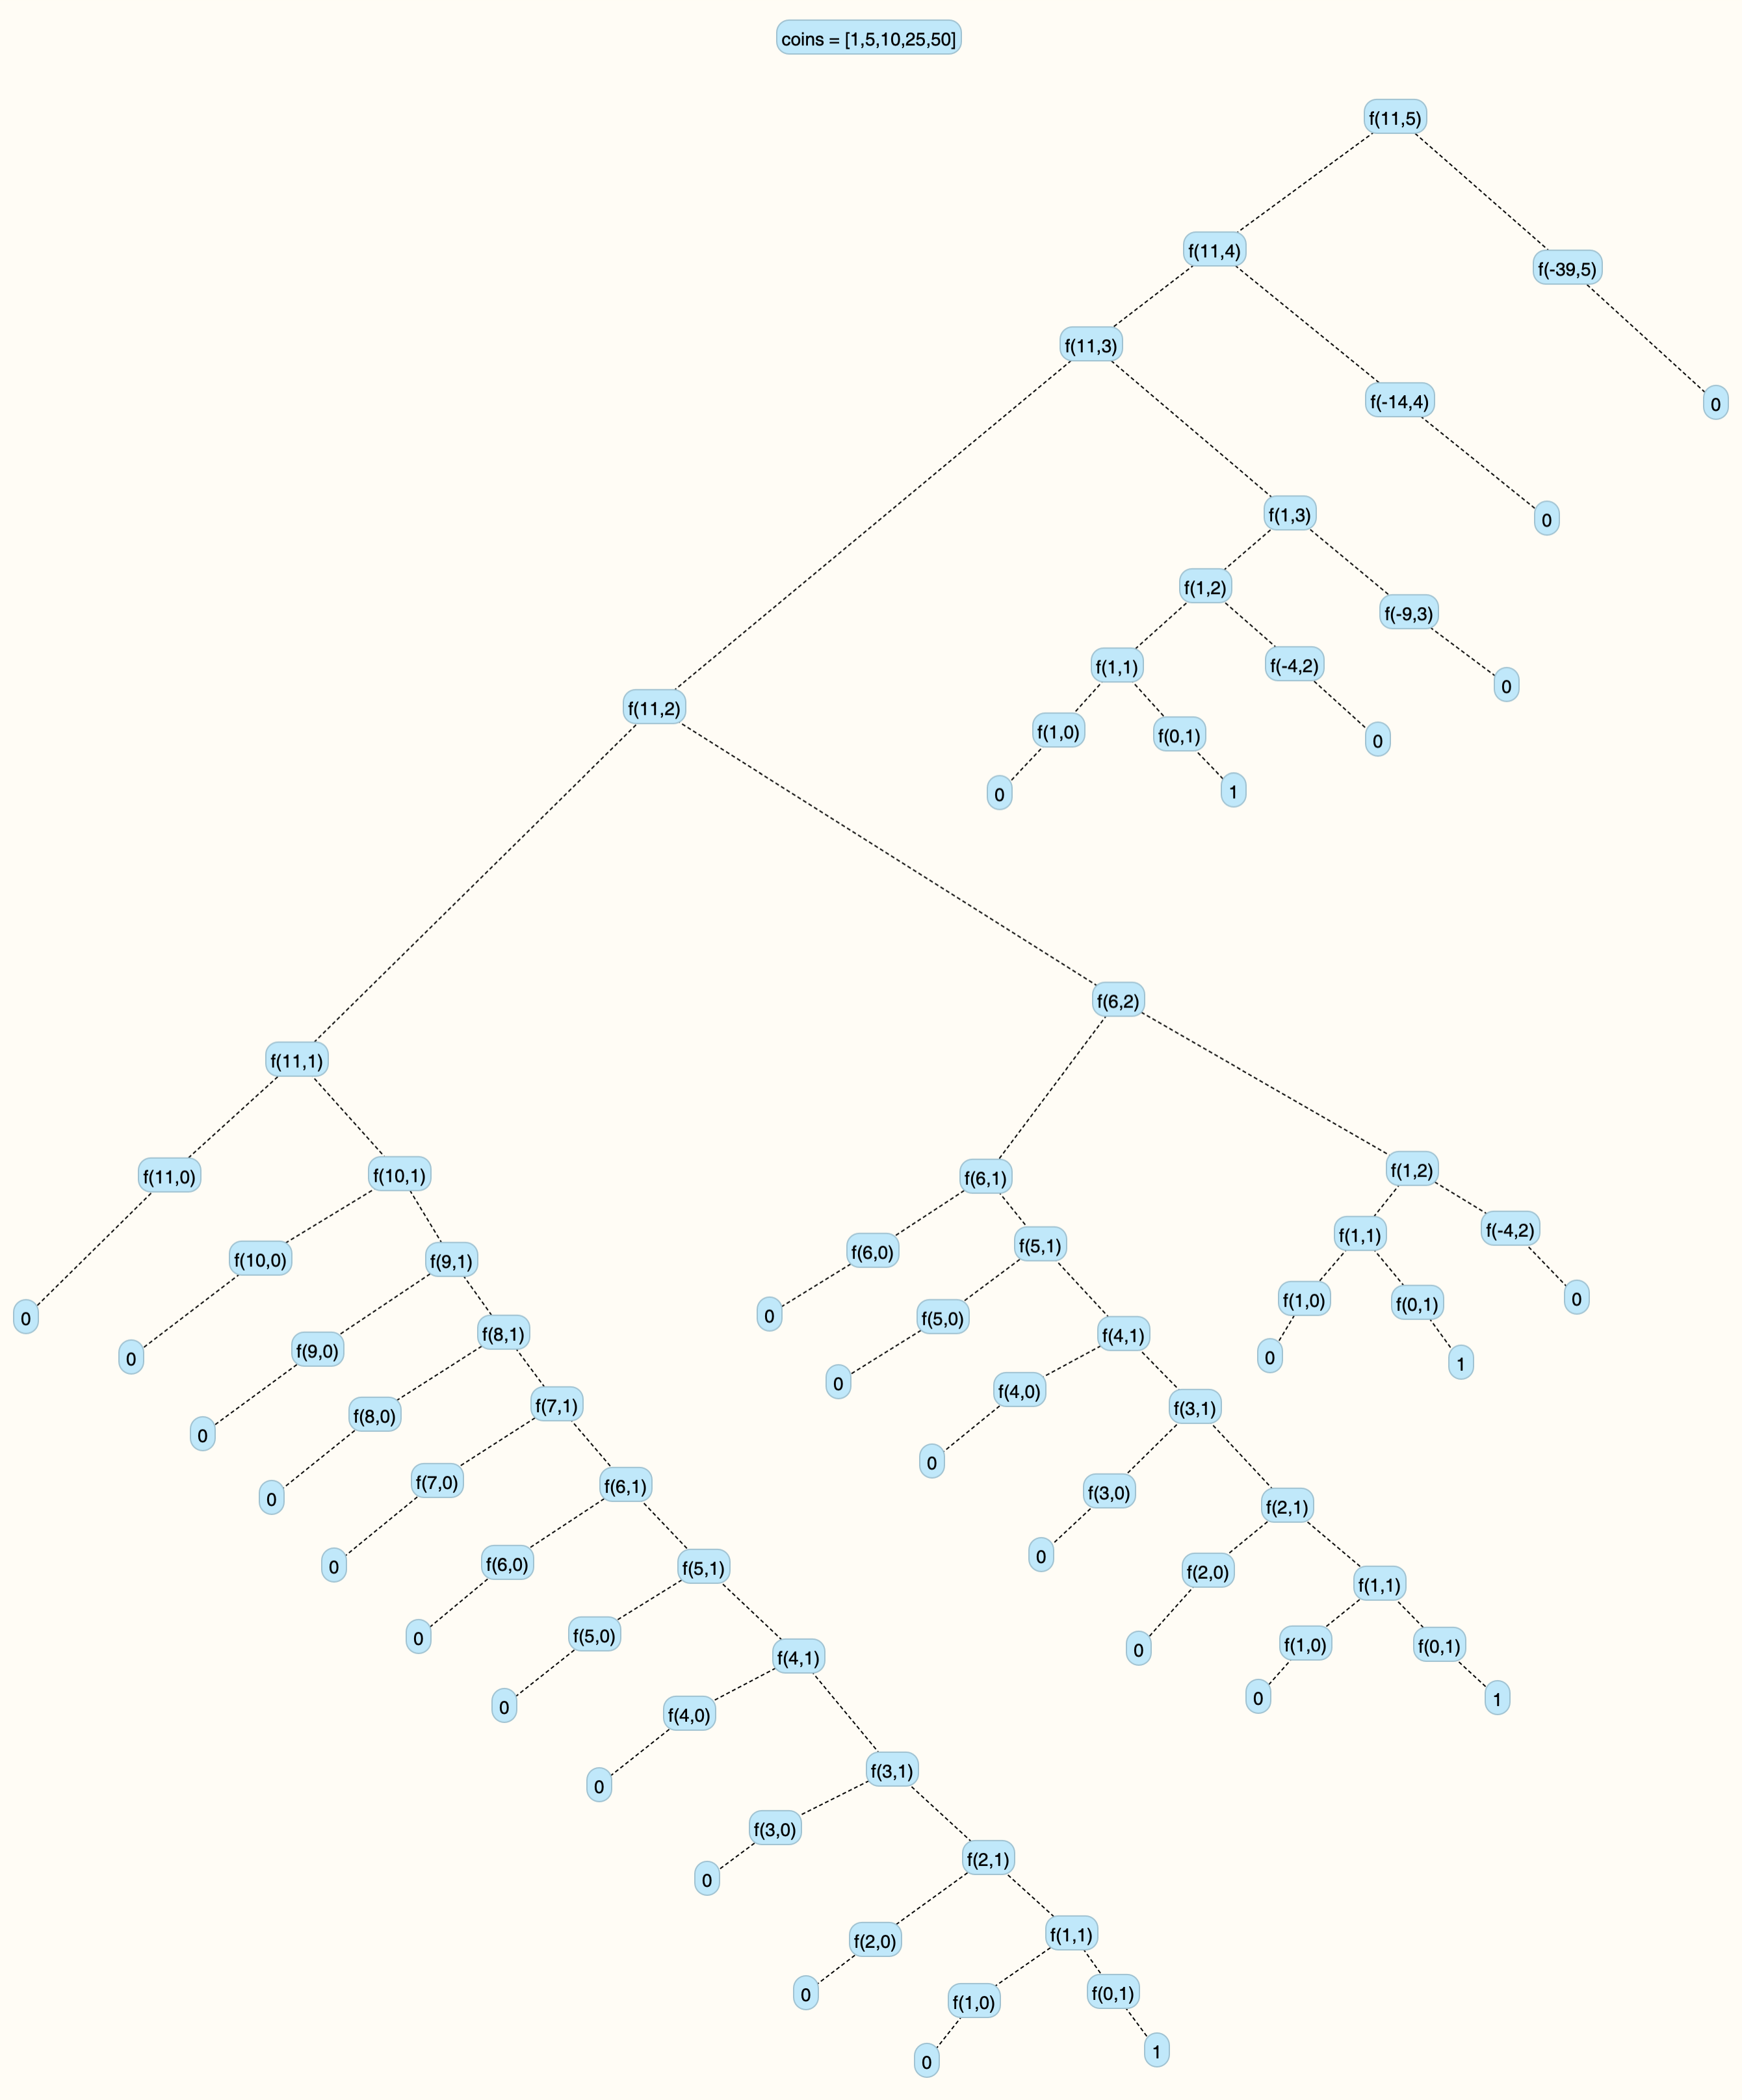 coins = [1,5,10,25,50]
f(11,5)
f(11,4)
f(-39,5)
f(11,3)
f(-14,4)
0
f(1,3)
0
f(1,2)
f(-9,3)
f(1,1)
f(-4,2)
0
f(11,2)
f(1,0)
f(0,1)
0
0
1
f(6,2)
f(11,1)
f(11,0)
f(10,1)
f(6,1)
f(1,2)
f(10,0)
f(9,1)
f(6,0)
f(5,1)
f(1,1)
f(-4,2)
0
0
f(5,0)
f(1,0)
f(0,1)
0
0
f(9,0)
f(8,1)
0
f(4,1)
0
1
0
f(8,0)
f(7,1)
f(4,0)
f(3,1)
0
f(7,0)
f(6,1)
0
f(3,0)
f(2,1)
0
f(6,0)
f(5,1)
0
f(2,0)
f(1,1)
0
f(5,0)
f(4,1)
0
f(1,0)
f(0,1)
0
f(4,0)
0
1
0
f(3,1)
f(3,0)
0
f(2,1)
f(2,0)
f(1,1)
0
f(1,0)
f(0,1)
0
1